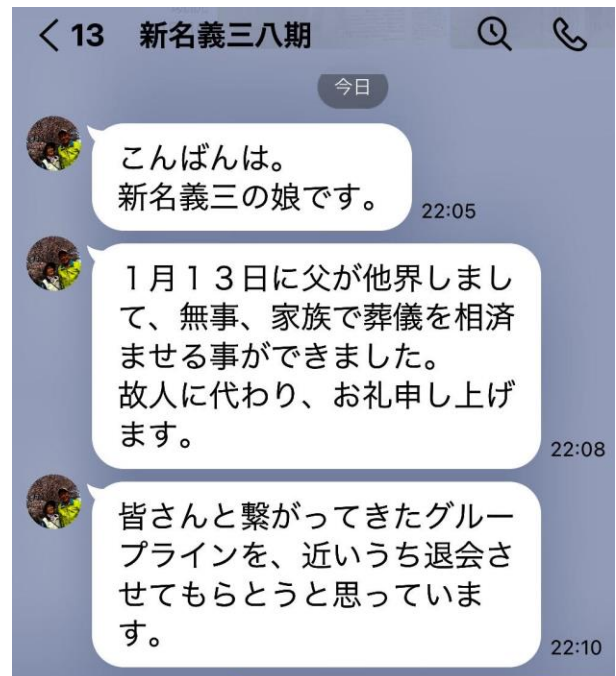 13 新名義三八期
今日
こんばんは。
新名義三の娘です。
22:05
１月１３日に父が他界しまし
て、無事、家族で葬儀を相済
ませる事ができました。
故人に代わり、お礼申し上げ
ます。
22:08
皆さんと繋がってきたグルー
プラインを、近いうち退会さ
せてもらとうと思っていま
す。
22:10